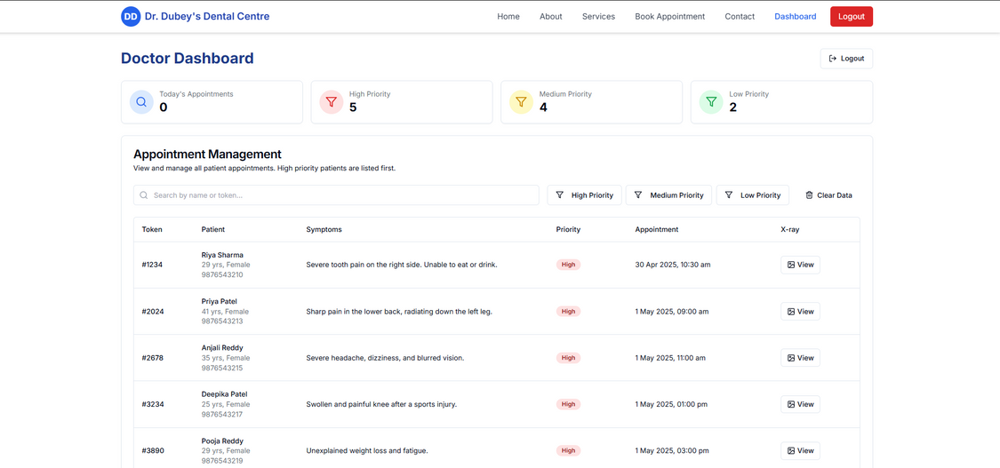 DD Dr. Dubey's Dental Centre Home About Services Book Appointment Contact Dashboard Logout
Doctor Dashboard Logout
Today's Appointments
0
High Priority
5
Medium Priority
4
Low Priority
2
Appointment Management
View and manage all patient appointments. High priority patients are listed first.
Search by name or token... High Priority Medium Priority Low Priority Clear Data
Token Patient Symptoms Priority Appointment X-ray
Riya Sharma
#1234 29 yrs, Female Severe tooth pain on the right side. Unable to eat or drink. High 30 Apr 2025, 10:30 am View
9876543210
Priya Patel
#2024 41 yrs, Female Sharp pain in the lower back, radiating down the left leg. High 1 May 2025, 09:00 am View
9876543213
Anjali Reddy
#2678 35 yrs, Female Severe headache, dizziness, and blurred vision. High 1 May 2025, 11:00 am View
9876543215
Deepika Patel
#3234 25 yrs, Female Swollen and painful knee after a sports injury. High 1 May 2025, 01:00 pm View
9876543217
Pooja Reddy
#3890 29 yrs, Female Unexplained weight loss and fatigue. High 1 May 2025, 03:00 pm View
9876543219